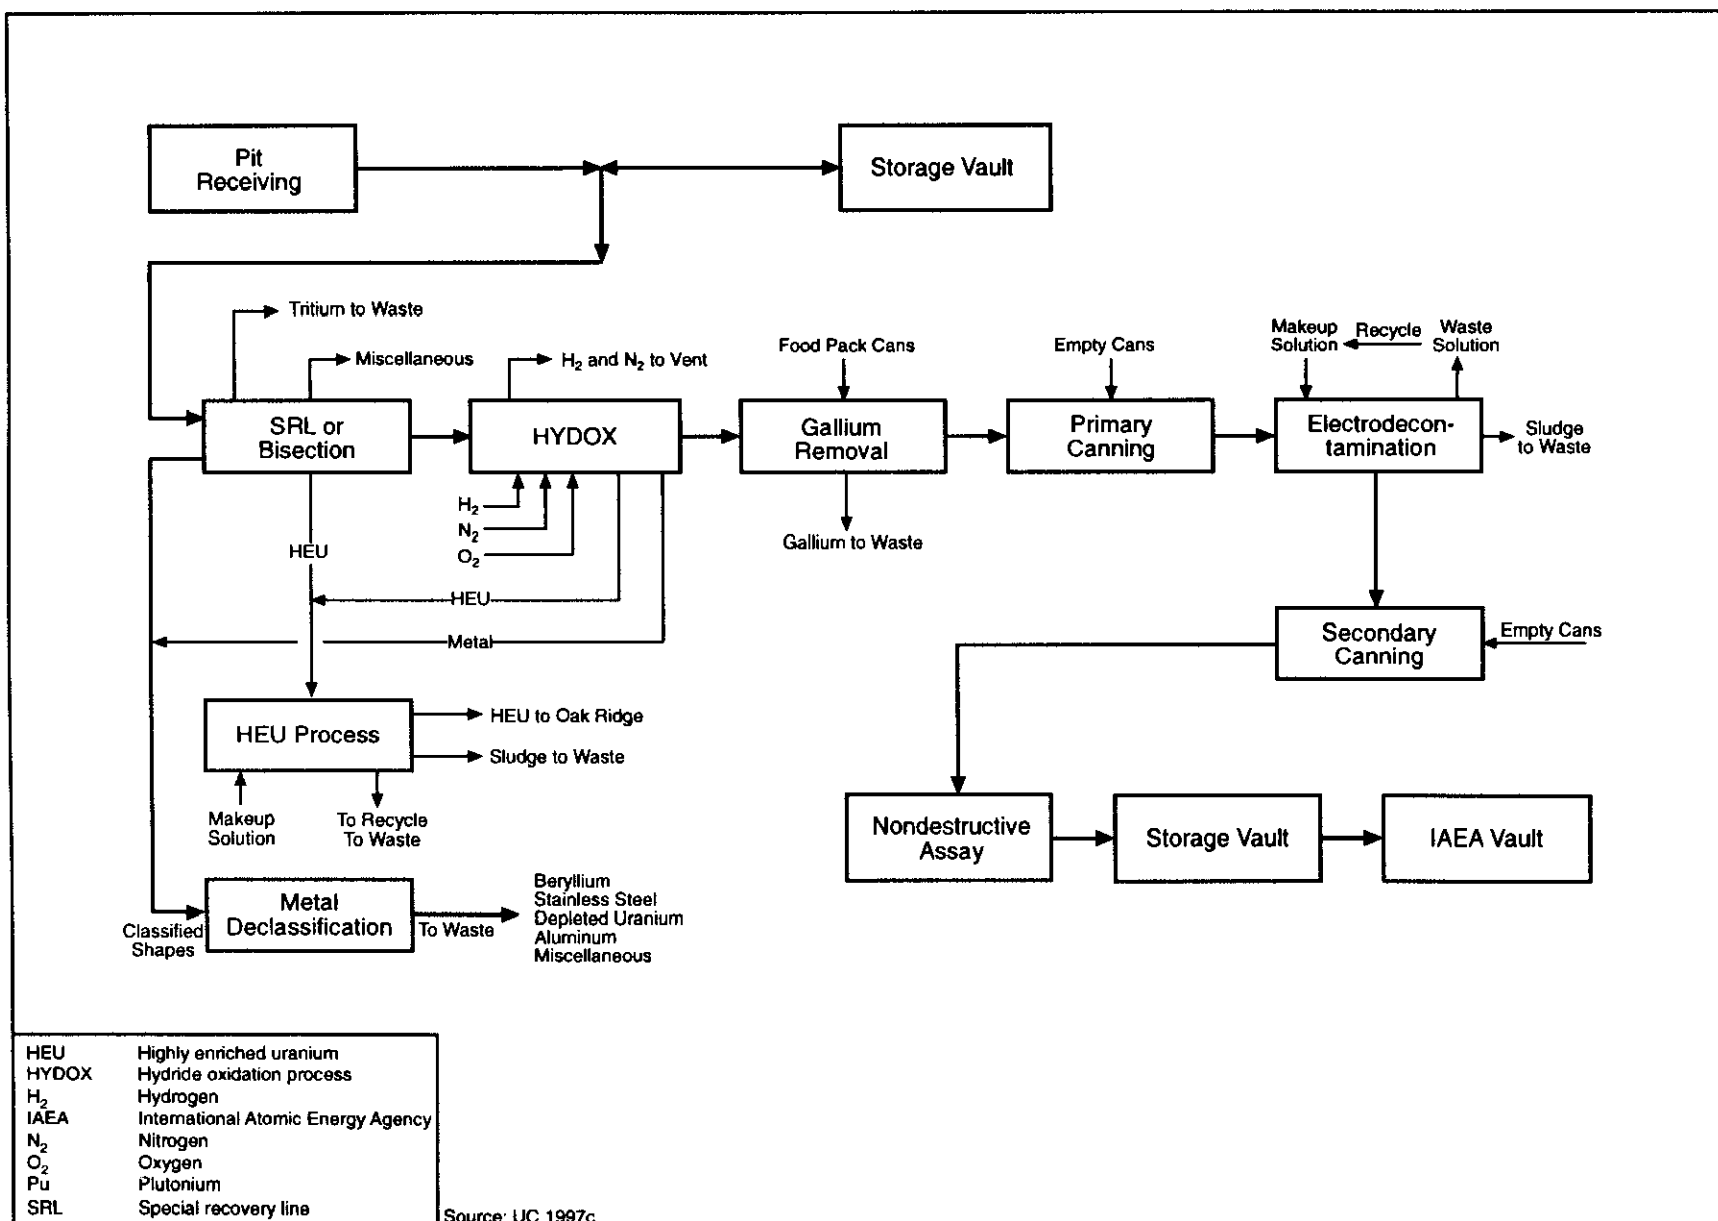 Pit
Receiving
Storage Vault
Tritium to Waste
Miscellaneous
H2 and N2 to Vent
Food Pack Cans
Empty Cans
Makeup
Solution
Recycle
Waste
Solution
SRL or
Bisection
HYDOX
Gallium
Removal
Primary
Canning
Electrodecon-
tamination
Sludge
to Waste
H2
N2
O2
Gallium to Waste
HEU
HEU
Metal
Secondary
Canning
Empty Cans
HEU Process
HEU to Oak Ridge
Sludge to Waste
Makeup
Solution
To Recycle
To Waste
Nondestructive
Assay
Storage Vault
IAEA Vault
Classified
Shapes
Metal
Declassification
To Waste
Beryllium
Stainless Steel
Depleted Uranium
Aluminum
Miscellaneous
HEU Highly enriched uranium
HYDOX Hydride oxidation process
H2 Hydrogen
IAEA International Atomic Energy Agency
N2 Nitrogen
O2 Oxygen
Pu Plutonium
SRL Special recovery line
Source: UC 1997c